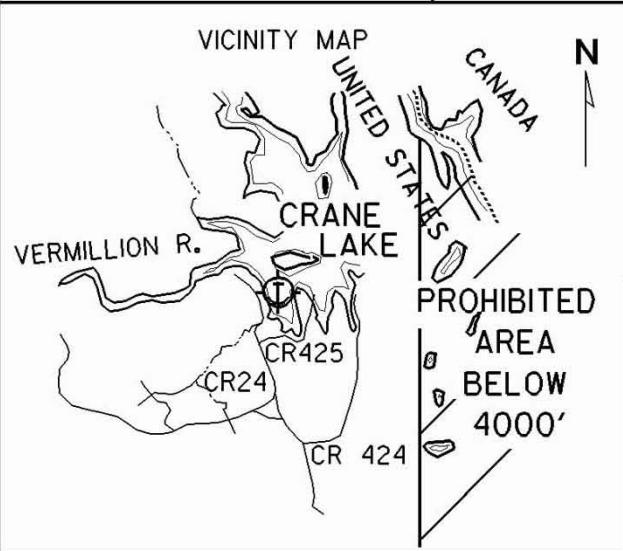 VICINITY MAP
N
UNITED STATES
CANADA
CRANE
LAKE
VERMILLION R.
T
PROHIBITED
AREA
BELOW
4000'
CR425
CR24
CR 424